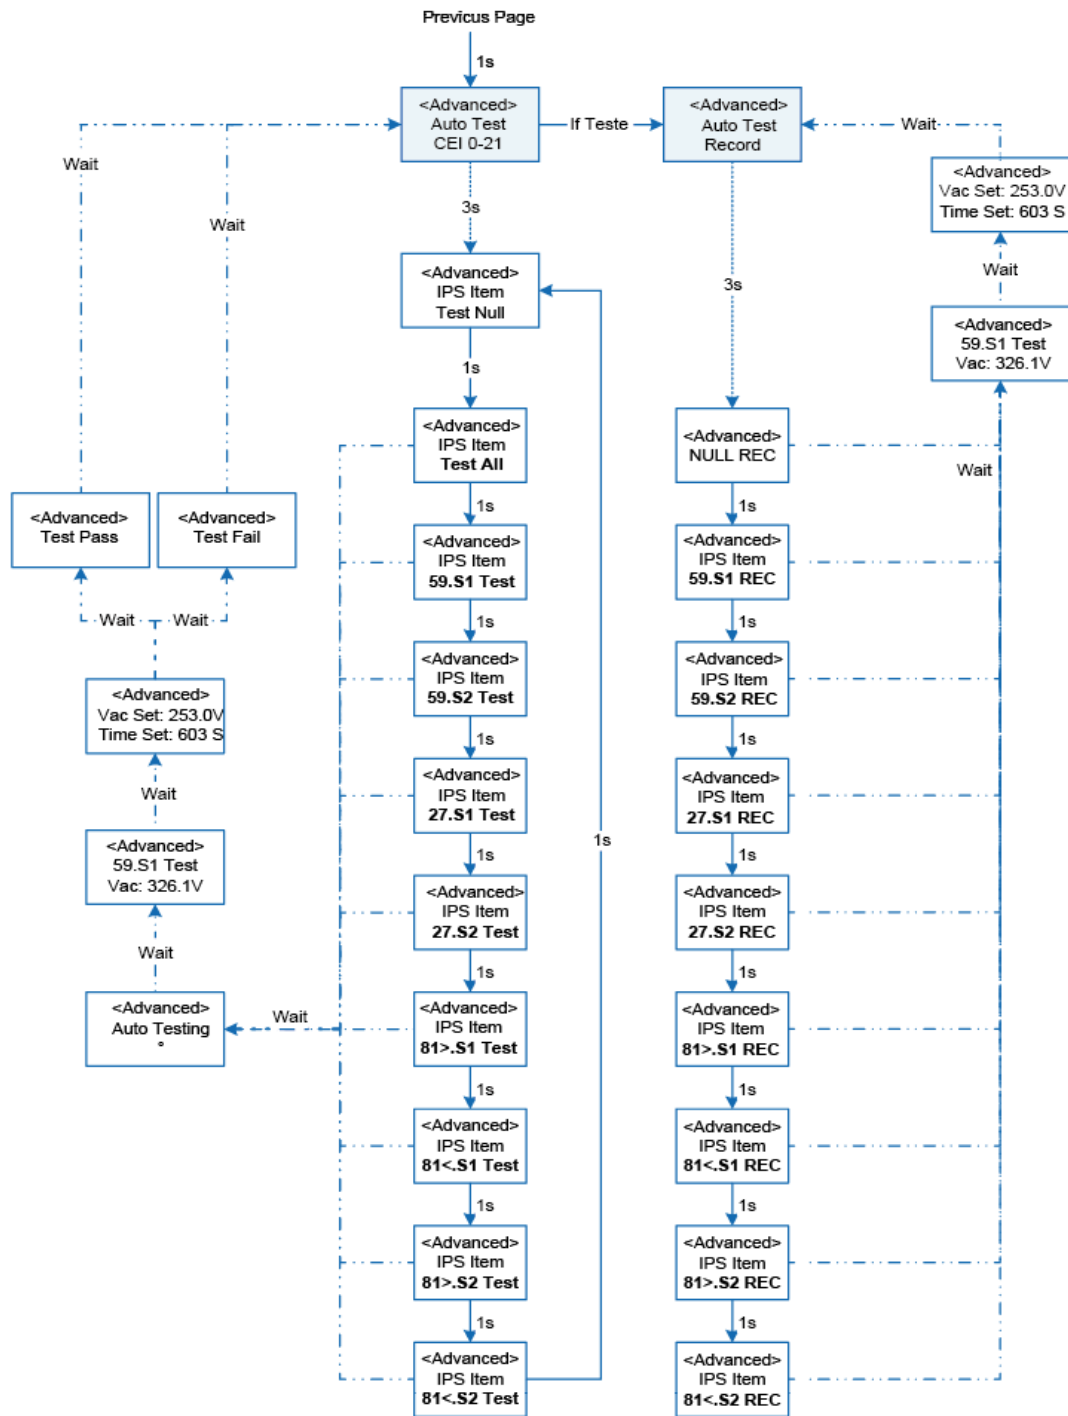 Previcus Page
1s
<Advanced>
Auto Test
CEI 0-21
If Teste
<Advanced>
Auto Test
Record
Wait
Wait
Wait
3s
3s
<Advanced>
Vac Set: 253.0V
Time Set: 603 S
Wait
<Advanced>
59.S1 Test
Vac: 326.1V
Wait
<Advanced>
IPS Item
Test Null
1s
<Advanced>
IPS Item
Test All
1s
<Advanced>
IPS Item
59.S1 Test
1s
<Advanced>
IPS Item
59.S2 Test
1s
<Advanced>
IPS Item
27.S1 Test
1s
<Advanced>
IPS Item
27.S2 Test
1s
<Advanced>
IPS Item
81>.S1 Test
1s
<Advanced>
IPS Item
81<.S1 Test
1s
<Advanced>
IPS Item
81>.S2 Test
1s
<Advanced>
IPS Item
81<.S2 Test
1s
<Advanced>
NULL REC
1s
<Advanced>
IPS Item
59.S1 REC
1s
<Advanced>
IPS Item
59.S2 REC
1s
<Advanced>
IPS Item
27.S1 REC
1s
<Advanced>
IPS Item
27.S2 REC
1s
<Advanced>
IPS Item
81>.S1 REC
1s
<Advanced>
IPS Item
81<.S1 REC
1s
<Advanced>
IPS Item
81>.S2 REC
1s
<Advanced>
IPS Item
81<.S2 REC
<Advanced>
Test Pass
<Advanced>
Test Fail
Wait
Wait
<Advanced>
Vac Set: 253.0V
Time Set: 603 S
Wait
<Advanced>
59.S1 Test
Vac: 326.1V
Wait
<Advanced>
Auto Testing
Wait